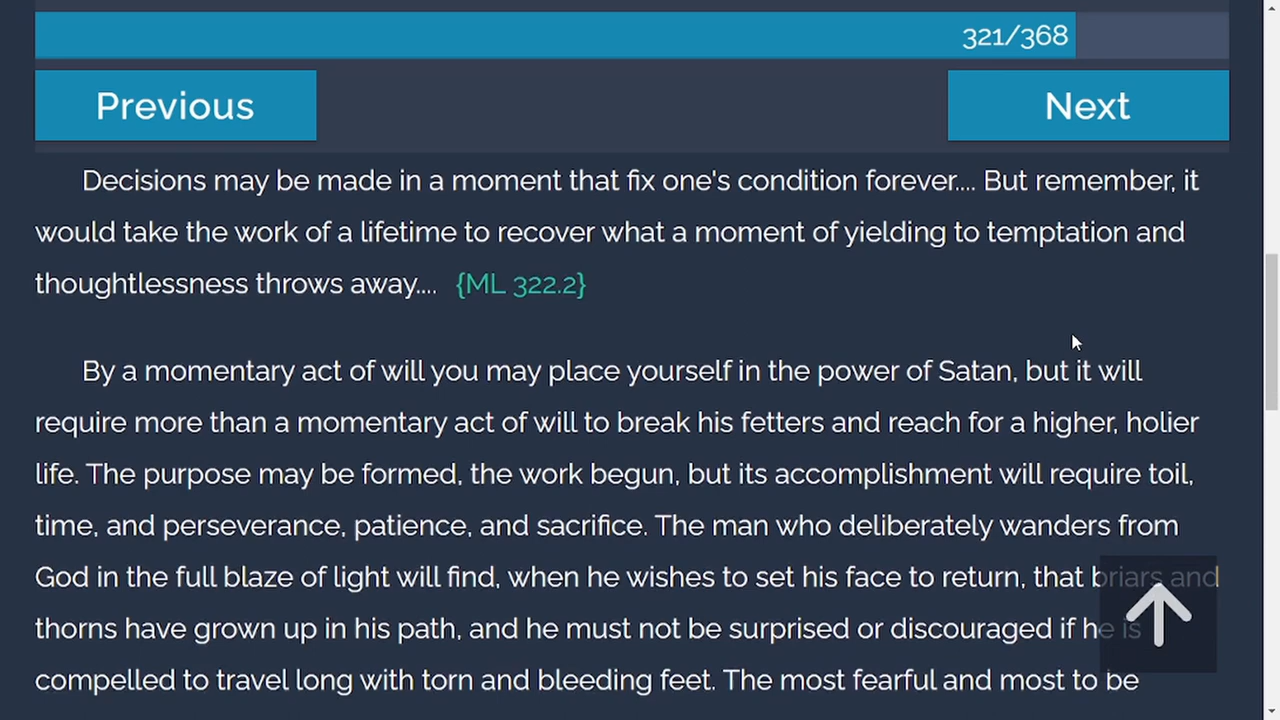 321/368
Previous
Next
Decisions may be made in a moment that fix one's condition forever.... But remember, it
would take the work of a lifetime to recover what a moment of yielding to temptation and
thoughtlessness throws away.... {ML 322.2}
By a momentary act of will you may place yourself in the power of Satan, but it will
require more than a momentary act of will to break his fetters and reach for a higher, holier
life. The purpose may be formed, the work begun, but its accomplishment will require toil,
time, and perseverance, patience, and sacrifice. The man who deliberately wanders from
God in the full blaze of light will find, when he wishes to set his face to return, that briars and
thorns have grown up in his path, and he must not be surprised or discouraged if he is
compelled to travel long with torn and bleeding feet. The most fearful and most to be